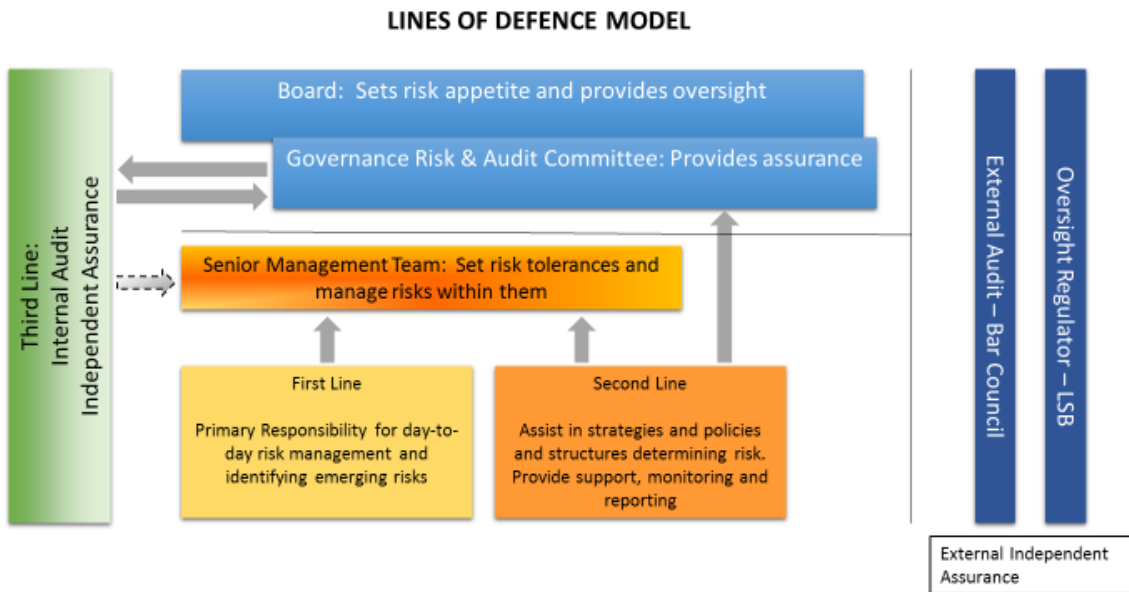 LINES OF DEFENCE MODEL
Third Line:
Internal Audit
Independent Assurance
Board:  Sets risk appetite and provides oversight
Governance Risk & Audit Committee: Provides assurance
Senior Management Team:  Set risk tolerances and
manage risks within them
First Line
Primary Responsibility for day-to-
day risk management and
identifying emerging risks
Second Line
Assist in strategies and policies
and structures determining risk.
Provide support, monitoring and
reporting
External Audit – Bar Council
Oversight Regulator – LSB
External Independent
Assurance